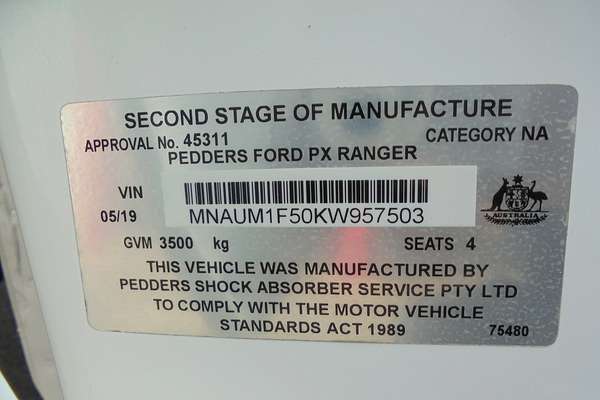 SECOND STAGE OF MANUFACTURE
APPROVAL No. 45311 CATEGORY NA
PEDDERS FORD PX RANGER
VIN
05/19 MNAUM1F50KW957503
AUSTRALIA
GVM 3500 kg SEATS 4
THIS VEHICLE WAS MANUFACTURED BY
PEDDERS SHOCK ABSORBER SERVICE PTY LTD
TO COMPLY WITH THE MOTOR VEHICLE
STANDARDS ACT 1989 75480